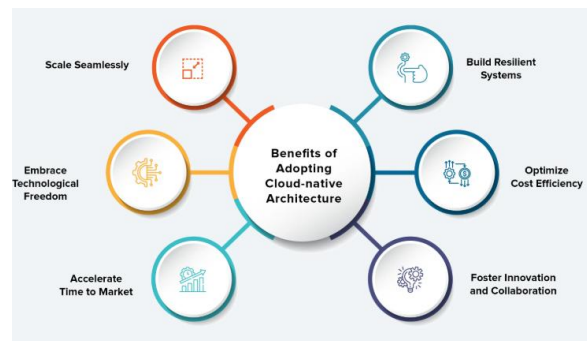 Scale Seamlessly
Build Resilient
Systems
Benefits of
Adopting
Cloud-native
Architecture
Embrace
Technological
Freedom
Optimize
Cost Efficiency
Accelerate
Time to Market
Foster Innovation
and Collaboration